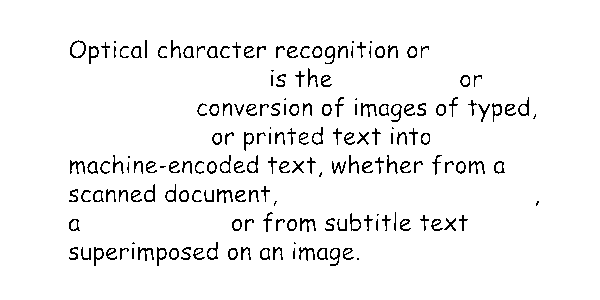 Optical character recognition or
is the or
conversion of images of typed,
or printed text into
machine-encoded text, whether from a
scanned document, ,
a or from subtitle text
superimposed on an image.